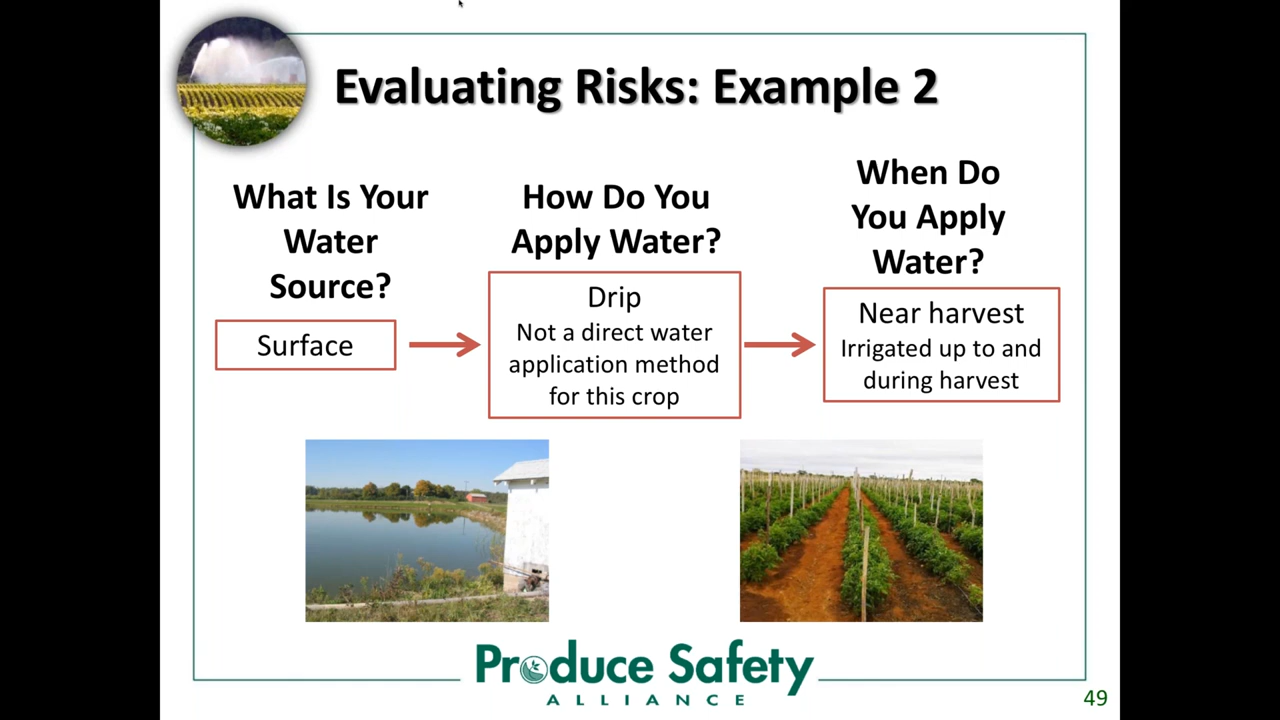 Evaluating Risks: Example 2
What Is Your
Water
Source?
Surface
How Do You
Apply Water?
Drip
Not a direct water
application method
for this crop
When Do
You Apply
Water?
Near harvest
Irrigated up to and
during harvest
Produce Safety
ALLIANCE
49